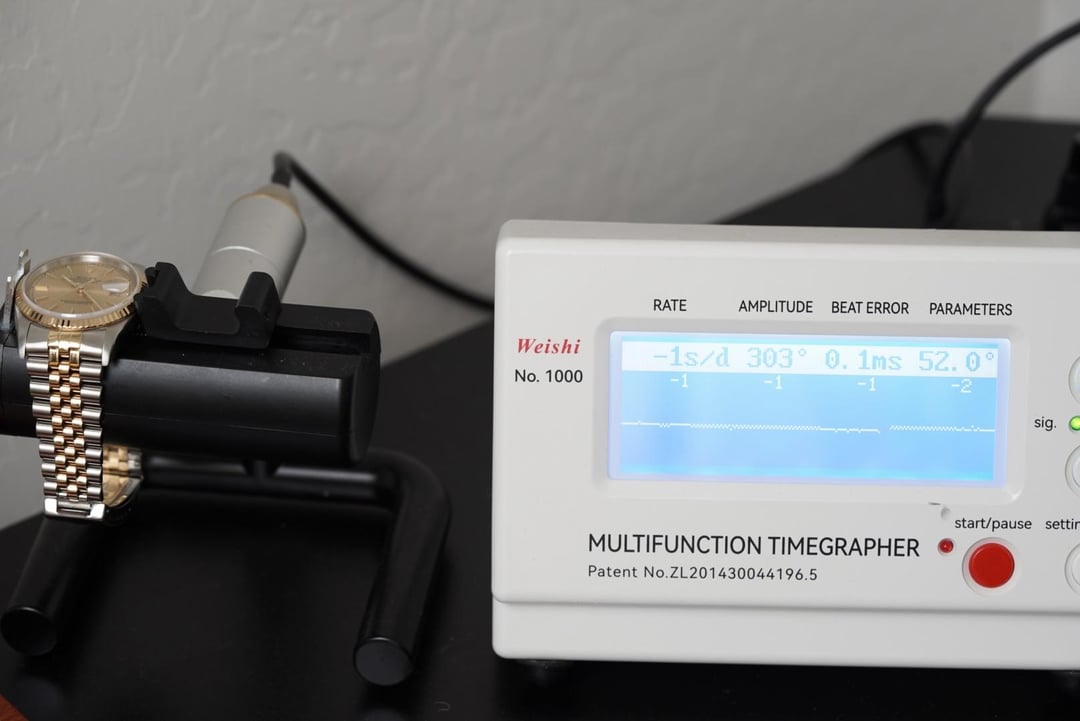 RATE AMPLITUDE BEAT ERROR PARAMETERS
Weishi
No. 1000
-1s/d 303° 0.1ms 52.0°
-1 -1 -1 -2
sig.
start/pause settin
MULTIFUNCTION TIMEGRAPHER
Patent No.ZL201430044196.5